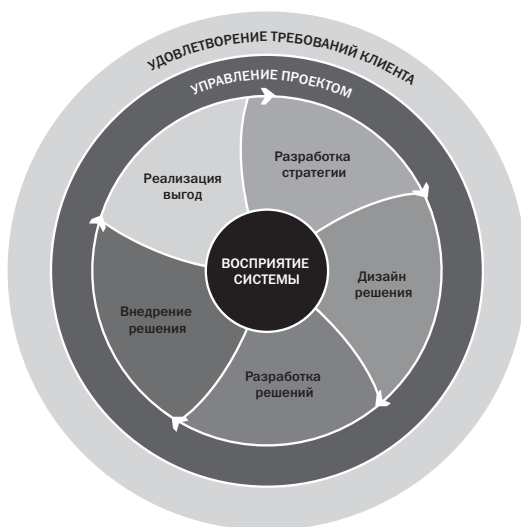 УДОВЛЕТВОРЕНИЕ ТРЕБОВАНИЙ КЛИЕНТА
УПРАВЛЕНИЕ ПРОЕКТОМ
Разработка
стратегии
Реализация
выгод
ВОСПРИЯТИЕ
СИСТЕМЫ
Дизайн
решения
Внедрение
решения
Разработка
решений